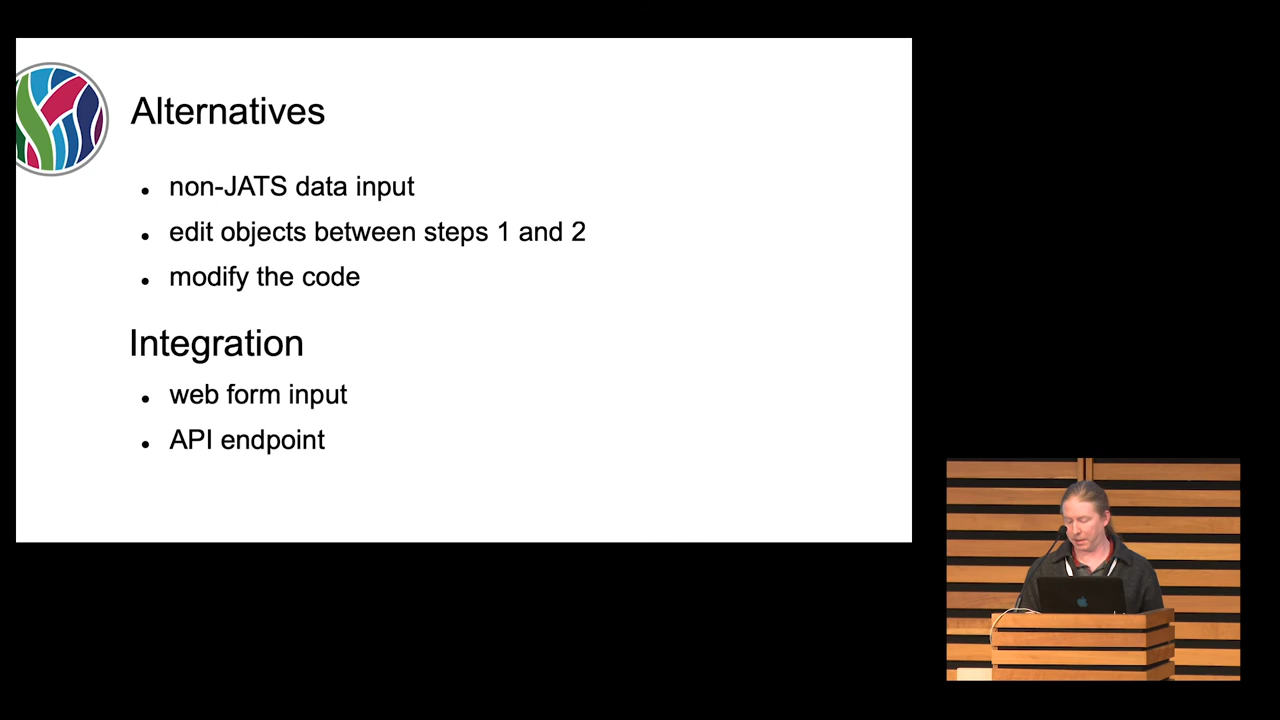 Alternatives
non-JATS data input
edit objects between steps 1 and 2
modify the code
Integration
web form input
API endpoint